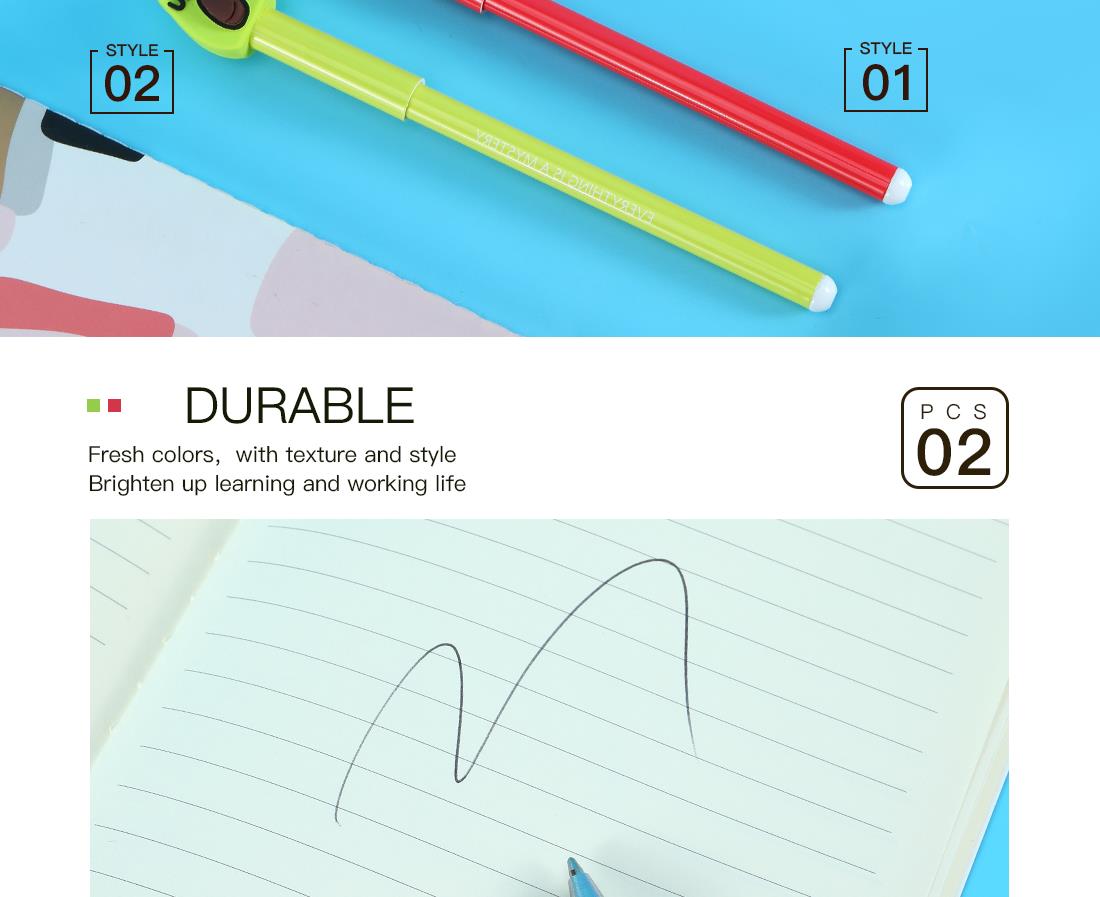 STYLE
02
STYLE
01
EVERYTHING IS A MYSTERY
DURABLE
Fresh colors, with texture and style
Brighten up learning and working life
PCS
02